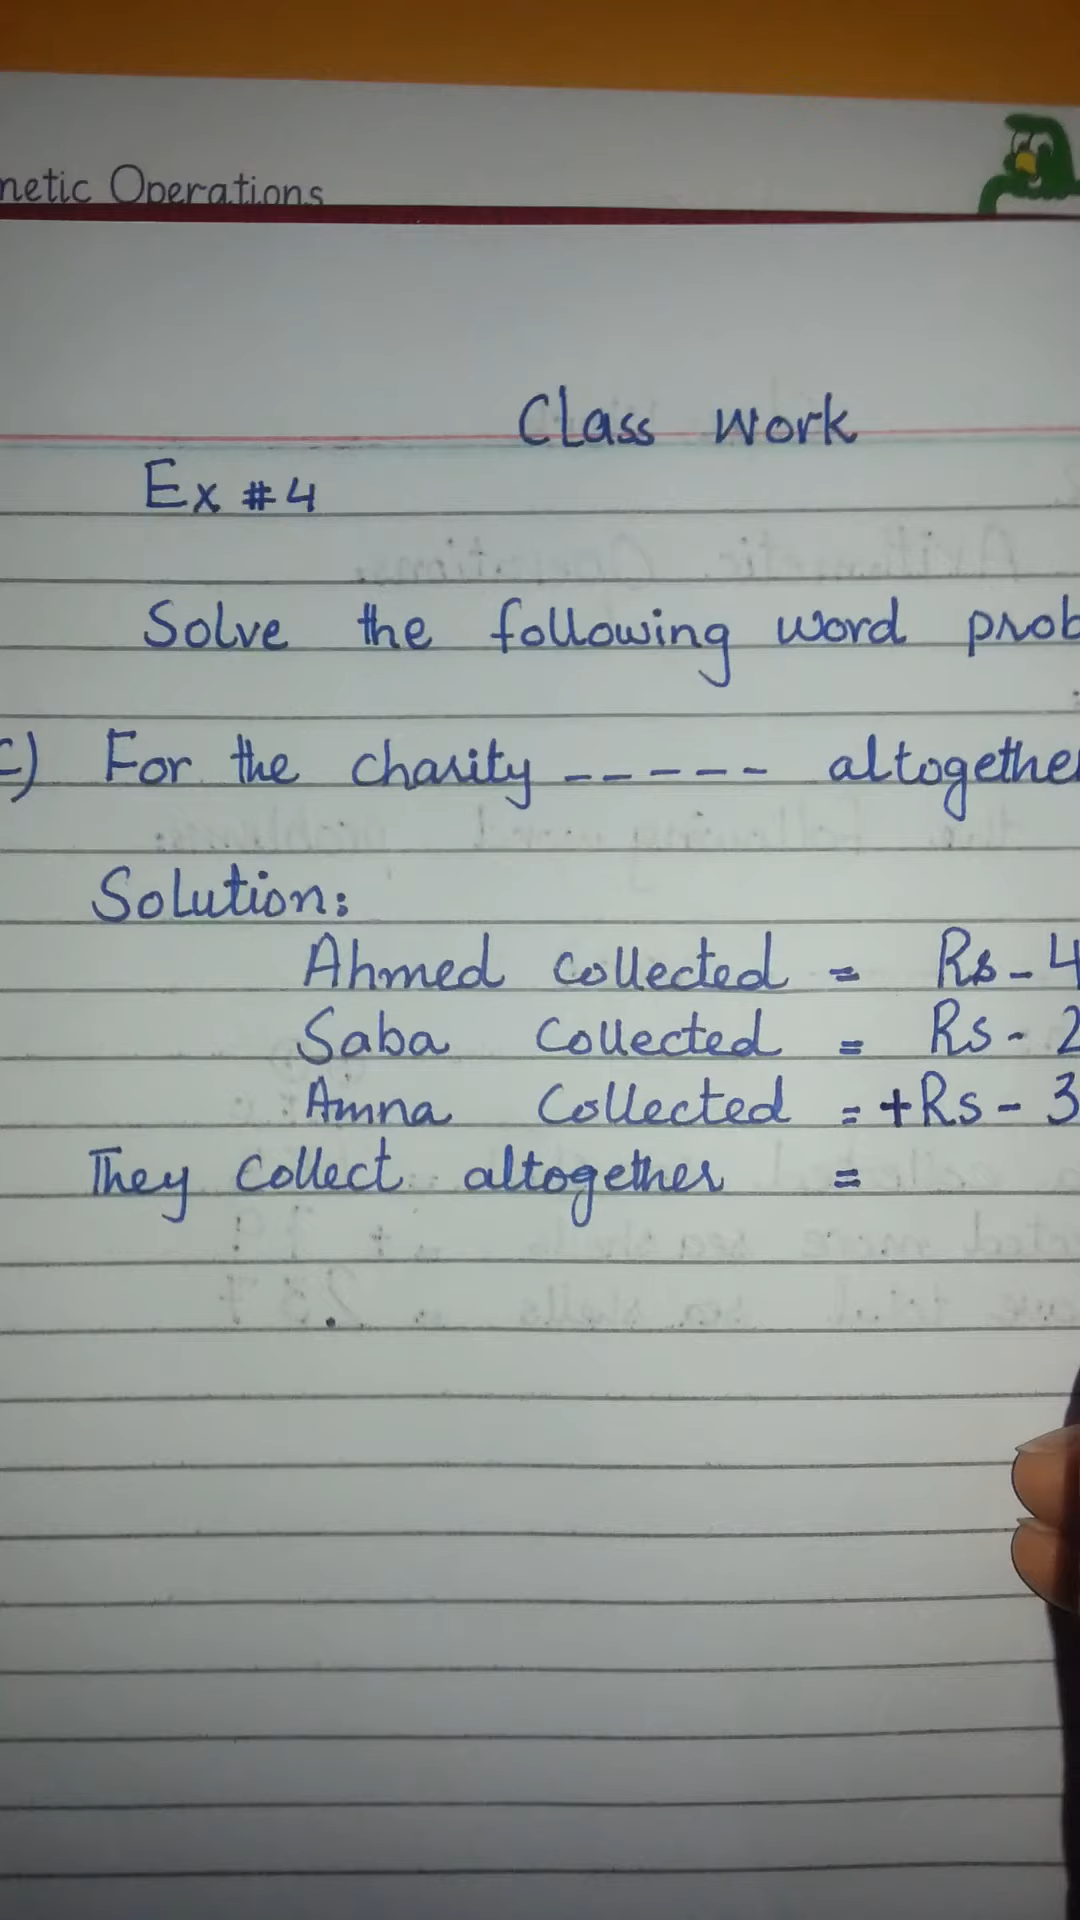 netic Operations
Class Work
Ex #4
Solve the following word prob
c) For the charity ------ altogether
Solution:
Ahmed collected = Rs - 4
Saba collected = Rs - 2
Amna collected = +Rs - 3
They collect altogether =